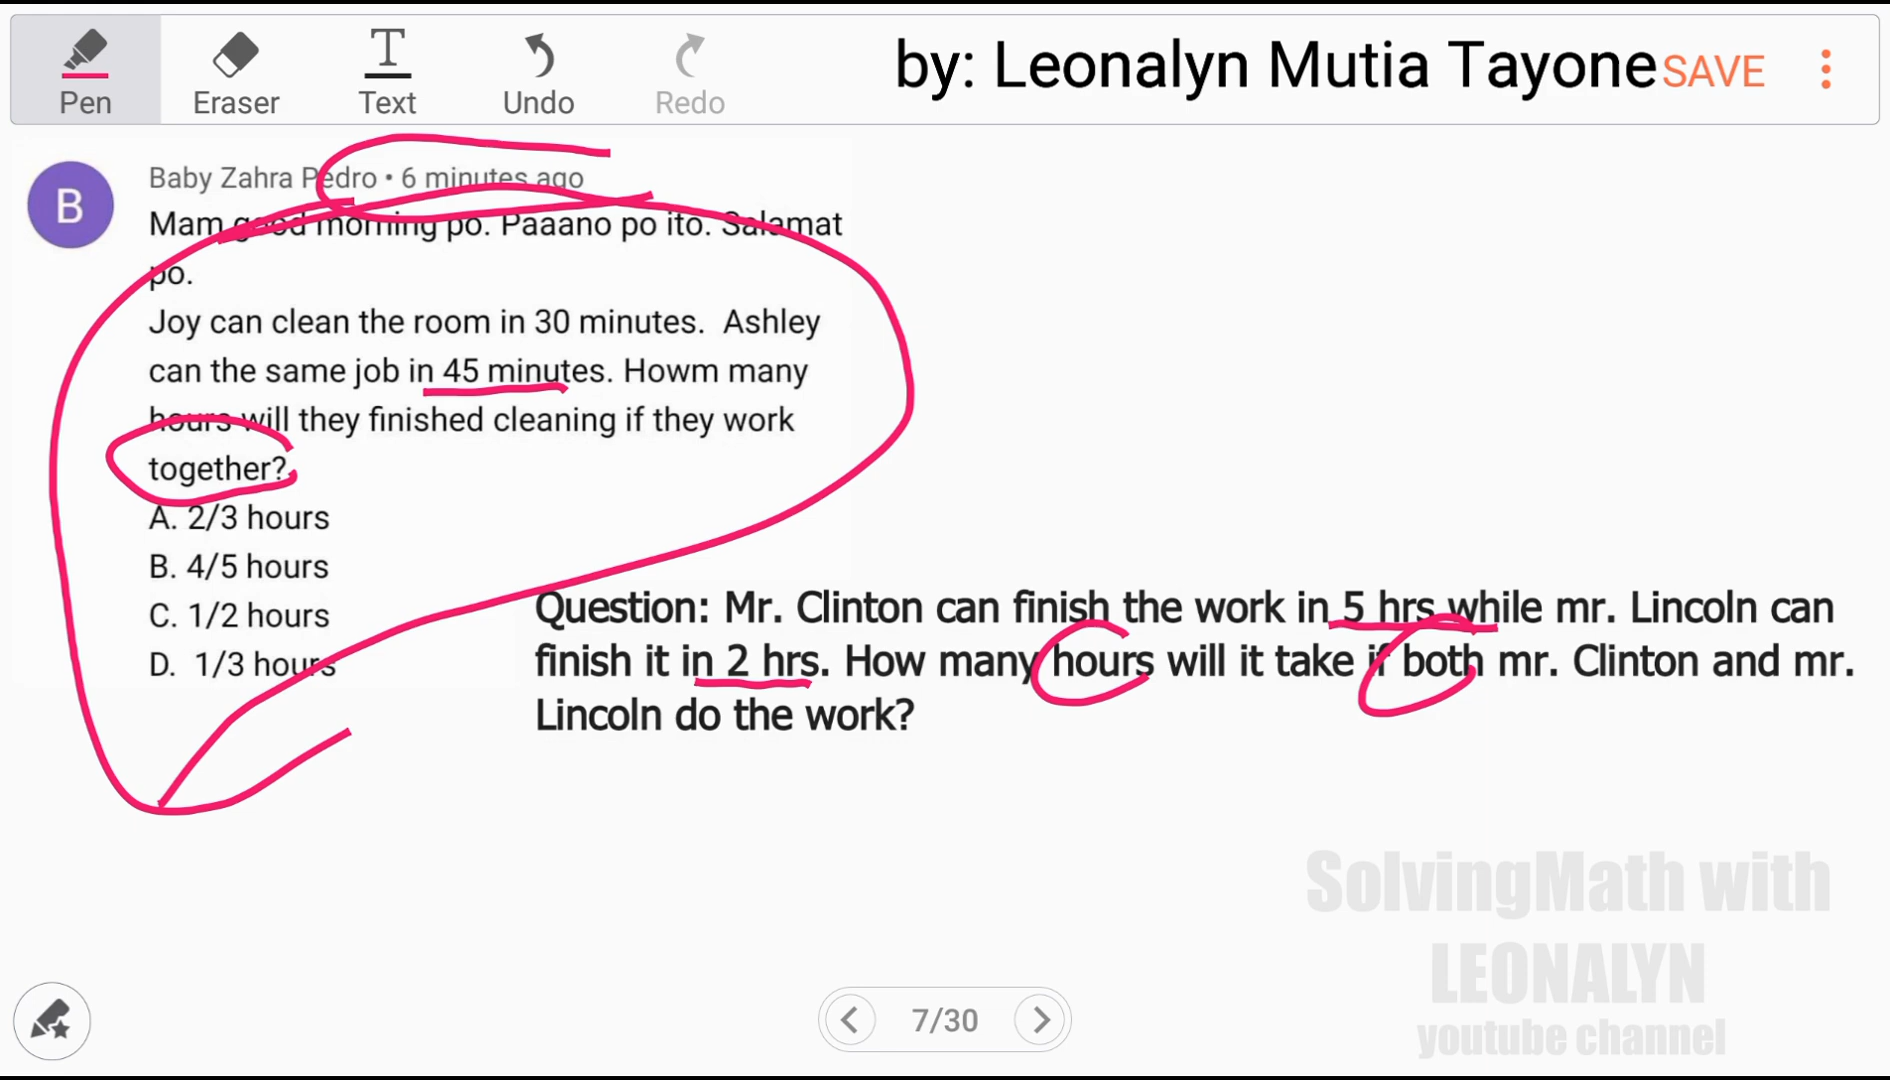 Pen
Eraser
Text
Undo
Redo
by: Leonalyn Mutia Tayone
SAVE
B
Baby Zahra Pedro • 6 minutes ago
Mam good morning po. Paaano po ito. Salamat
po.
Joy can clean the room in 30 minutes. Ashley
can the same job in 45 minutes. Howm many
hours will they finished cleaning if they work
together?
A. 2/3 hours
B. 4/5 hours
C. 1/2 hours
D. 1/3 hours
Question: Mr. Clinton can finish the work in 5 hrs while mr. Lincoln can
finish it in 2 hrs. How many hours will it take if both mr. Clinton and mr.
Lincoln do the work?
SolvingMath with
LEONALYN
youtube channel
7/30